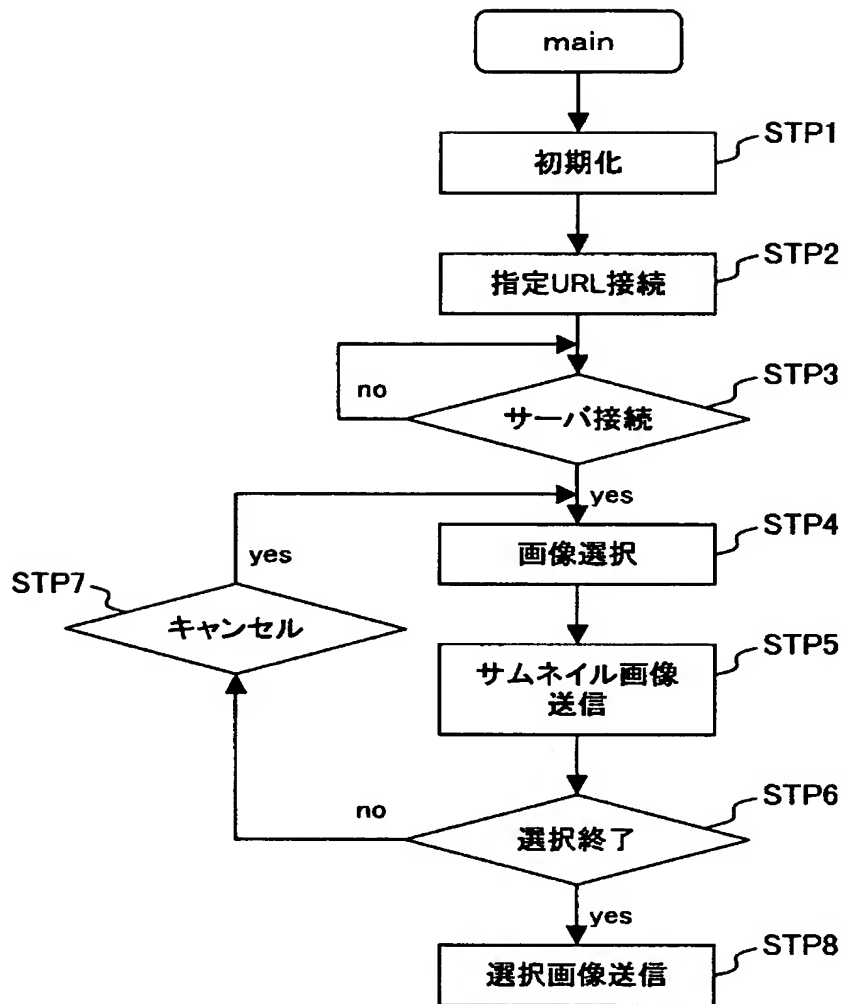 main
STP1
初期化
STP2
指定URL接続
STP3
no
サーバ接続
yes
STP4
画像選択
yes
STP7
キャンセル
STP5
サムネイル画像
送信
STP6
no
選択終了
yes
STP8
選択画像送信